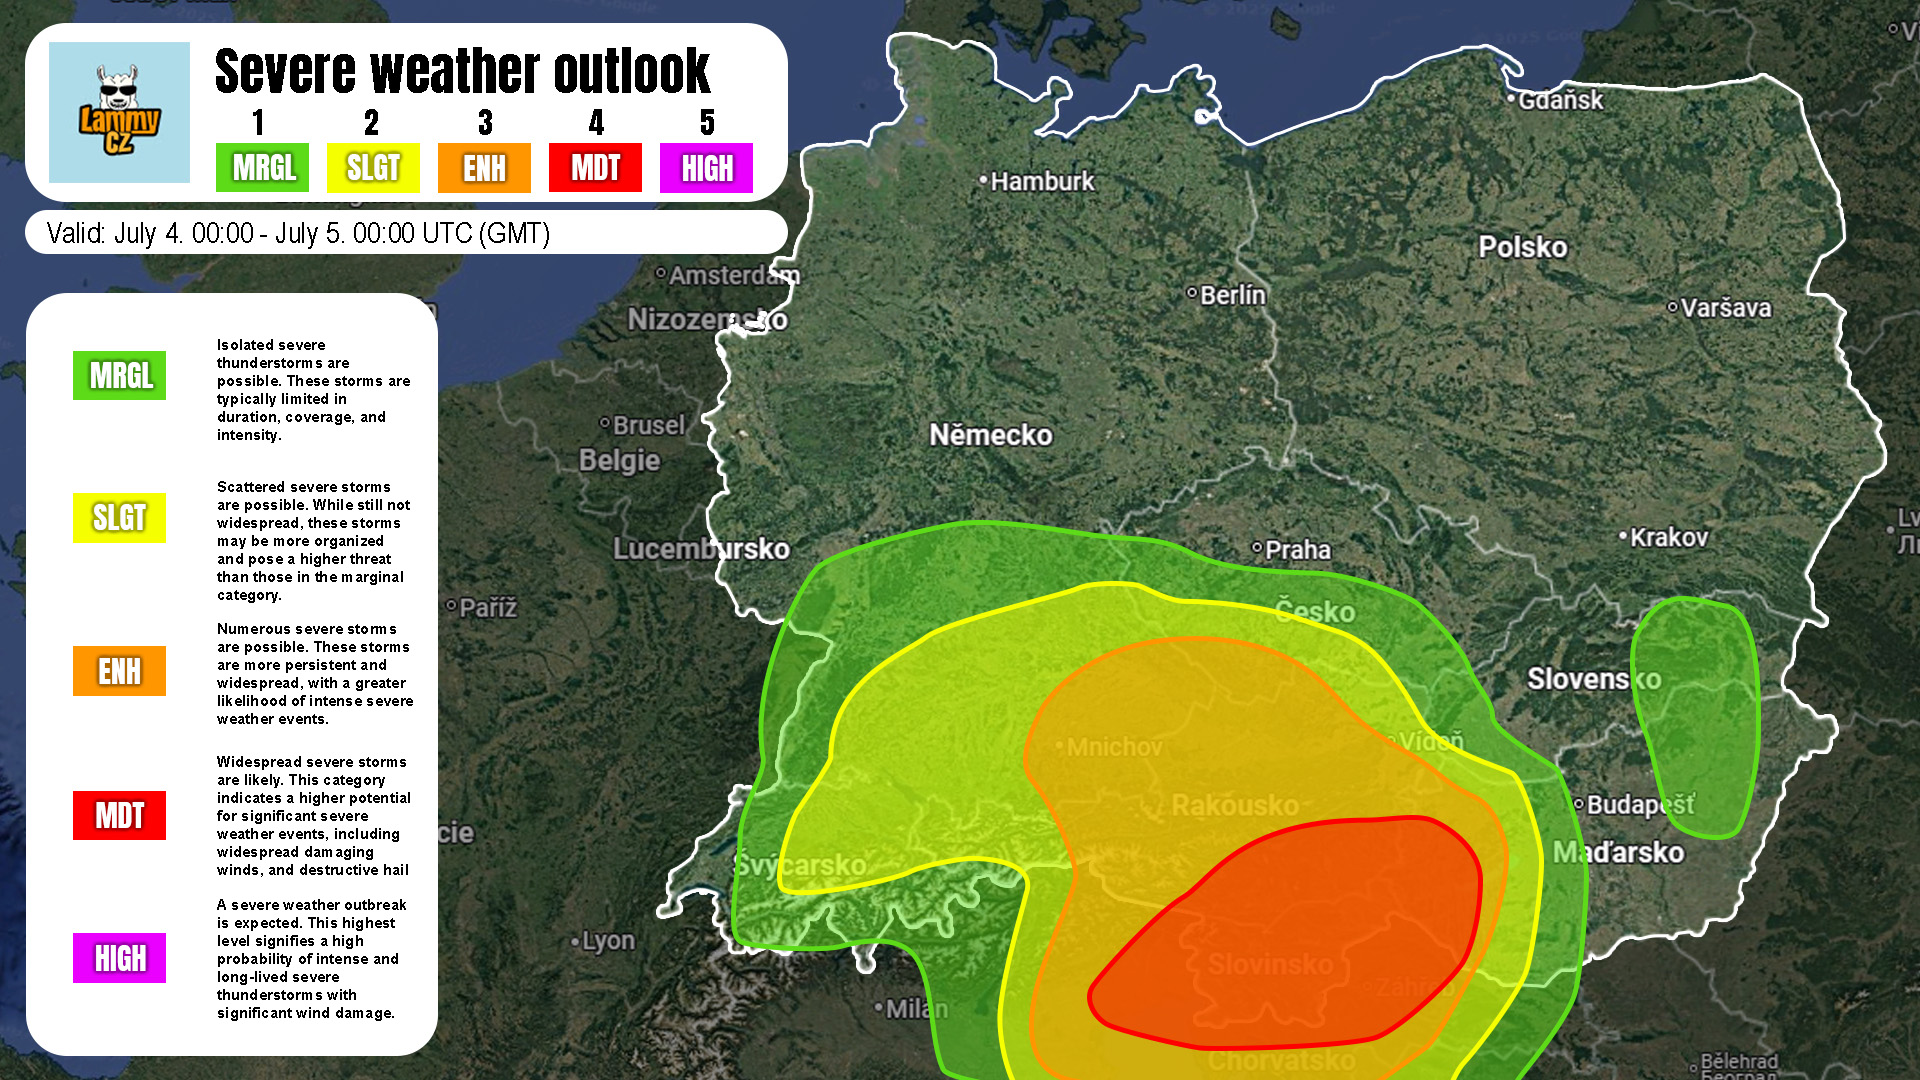 Severe weather outlook
1 2 3 4 5
MRGL SLGT ENH MDT HIGH
Lammy
CZ
Valid: July 4. 00:00 - July 5. 00:00 UTC (GMT)
MRGL
Isolated severe
thunderstorms are
possible. These storms are
typically limited in
duration, coverage, and
intensity.
SLGT
Scattered severe storms
are possible. While still not
widespread, these storms
may be more organized
and pose a higher threat
than those in the marginal
category.
ENH
Numerous severe storms
are possible. These storms
are more persistent and
widespread, with a greater
likelihood of intense severe
weather events.
MDT
Widespread severe storms
are likely. This category
indicates a higher potential
for significant severe
weather events, including
widespread damaging
winds, and destructive hail
HIGH
A severe weather outbreak
is expected. This highest
level signifies a high
probability of intense and
long-lived severe
thunderstorms with
significant wind damage.
Gdaňsk
Hamburk
Polsko
Amsterdam
Berlín
Varšava
Nizozemsko
Brusel
Německo
Belgie
Krakov
Lucembursko
Praha
Paříž
Česko
Slovensko
Mnichov
Vídeň
Rakousko
Budapešť
Maďarsko
Švýcarsko
Lyon
Slovinsko
Záhřeb
Milán
Chorvatsko
Bělehrad
Београд